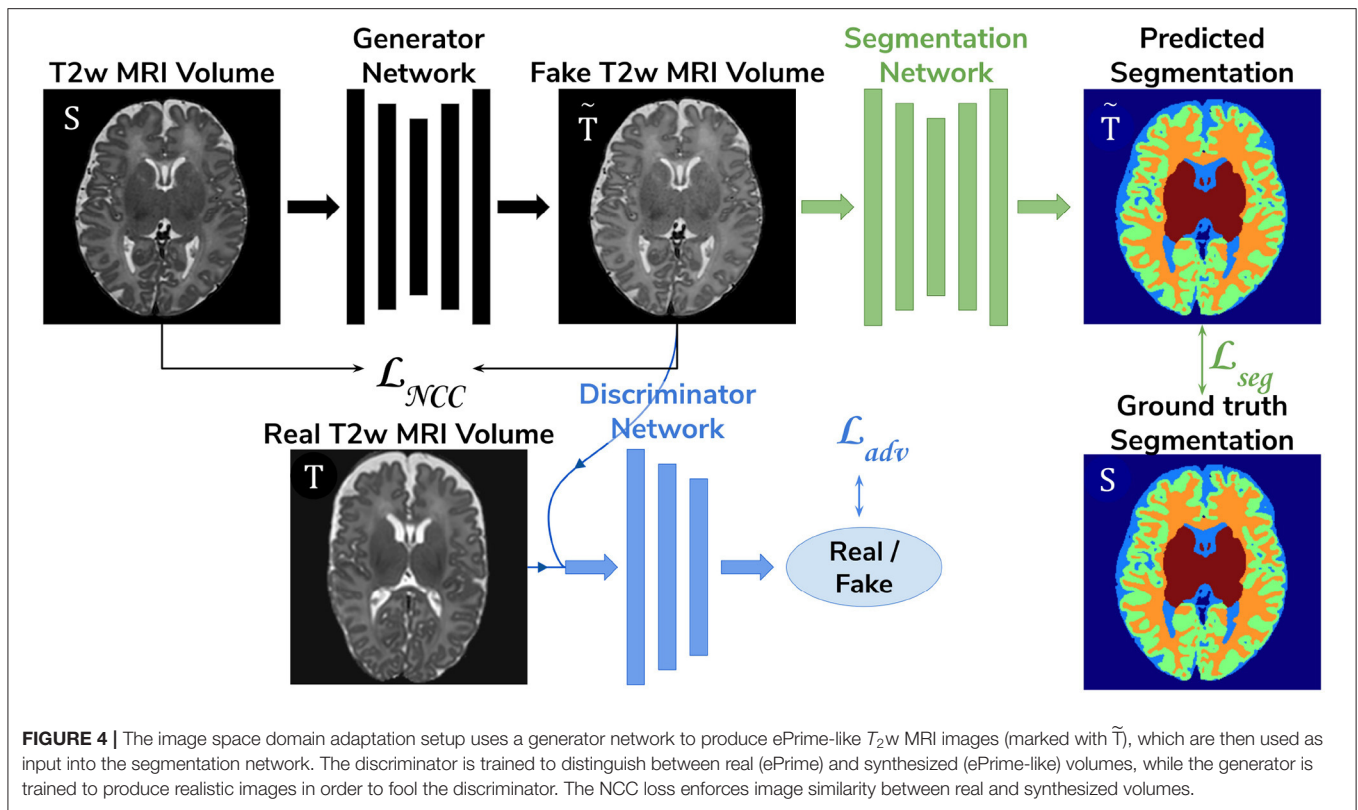 Generator
Network
T2w MRI Volume
Fake T2w MRI Volume
Segmentation
Network
Predicted
Segmentation
S
T̃
T̃
ℒ_NCC
ℒ_seg
Discriminator
Network
Real T2w MRI Volume
ℒ_adv
Ground truth
Segmentation
T
S
Real /
Fake
FIGURE 4 | The image space domain adaptation setup uses a generator network to produce ePrime-like T₂w MRI images (marked with T̃), which are then used as
input into the segmentation network. The discriminator is trained to distinguish between real (ePrime) and synthesized (ePrime-like) volumes, while the generator is
trained to produce realistic images in order to fool the discriminator. The NCC loss enforces image similarity between real and synthesized volumes.